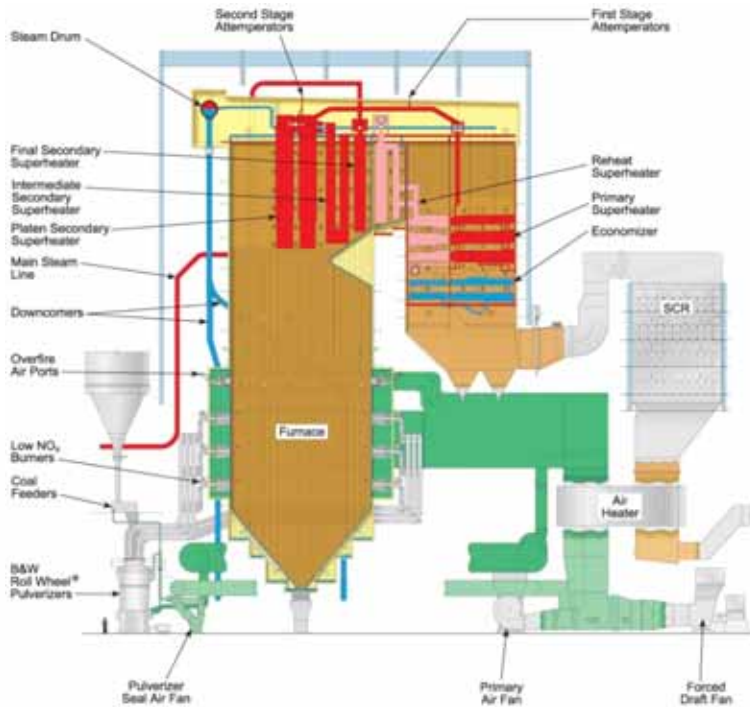 Second Stage
Attemperators
First Stage
Attemperators
Steam Drum
Final Secondary
Superheater
Intermediate
Secondary
Superheater
Platen Secondary
Superheater
Main Steam
Line
Downcomers
Overfire
Air Ports
Low NOₓ
Burners
Coal
Feeders
B&W
Roll Wheel®
Pulverizers
Reheat
Superheater
Primary
Superheater
Economizer
SCR
Furnace
Air
Heater
Pulverizer
Seal Air Fan
Primary
Air Fan
Forced
Draft Fan